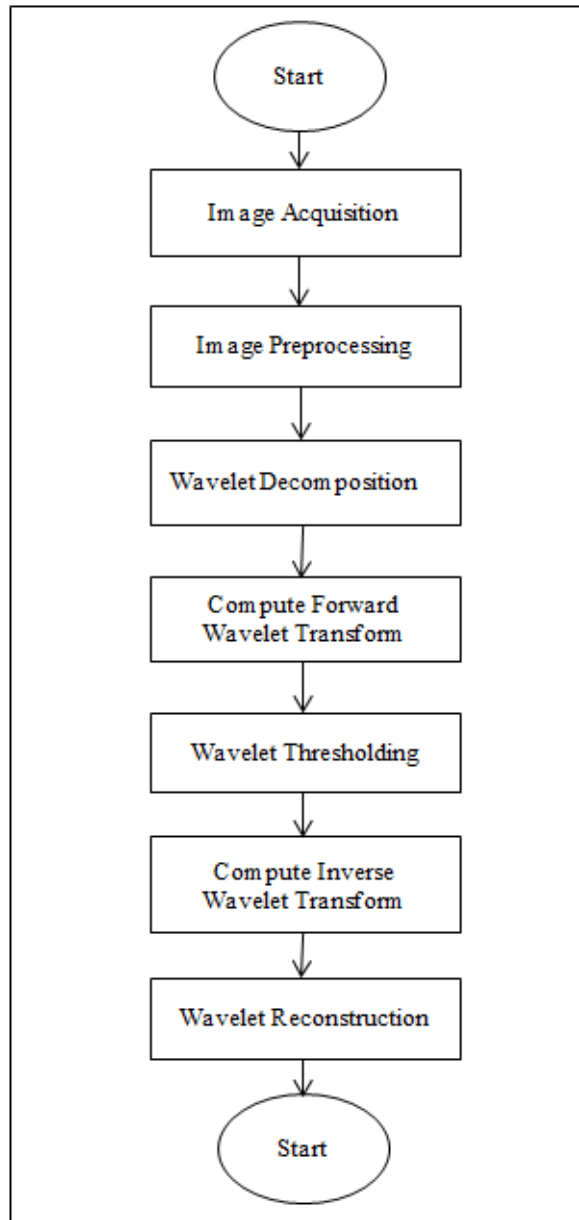 Start
Image Acquisition
Image Preprocessing
Wavelet Decomposition
Compute Forward
Wavelet Transform
Wavelet Thresholding
Compute Inverse
Wavelet Transform
Wavelet Reconstruction
Start